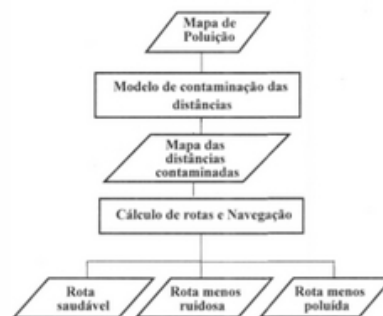 Mapa de
Poluição
Modelo de contaminação das
distâncias
Mapa das
distâncias
contaminadas
Cálculo de rotas e Navegação
Rota
saudável
Rota menos
ruidosa
Rota menos
poluída